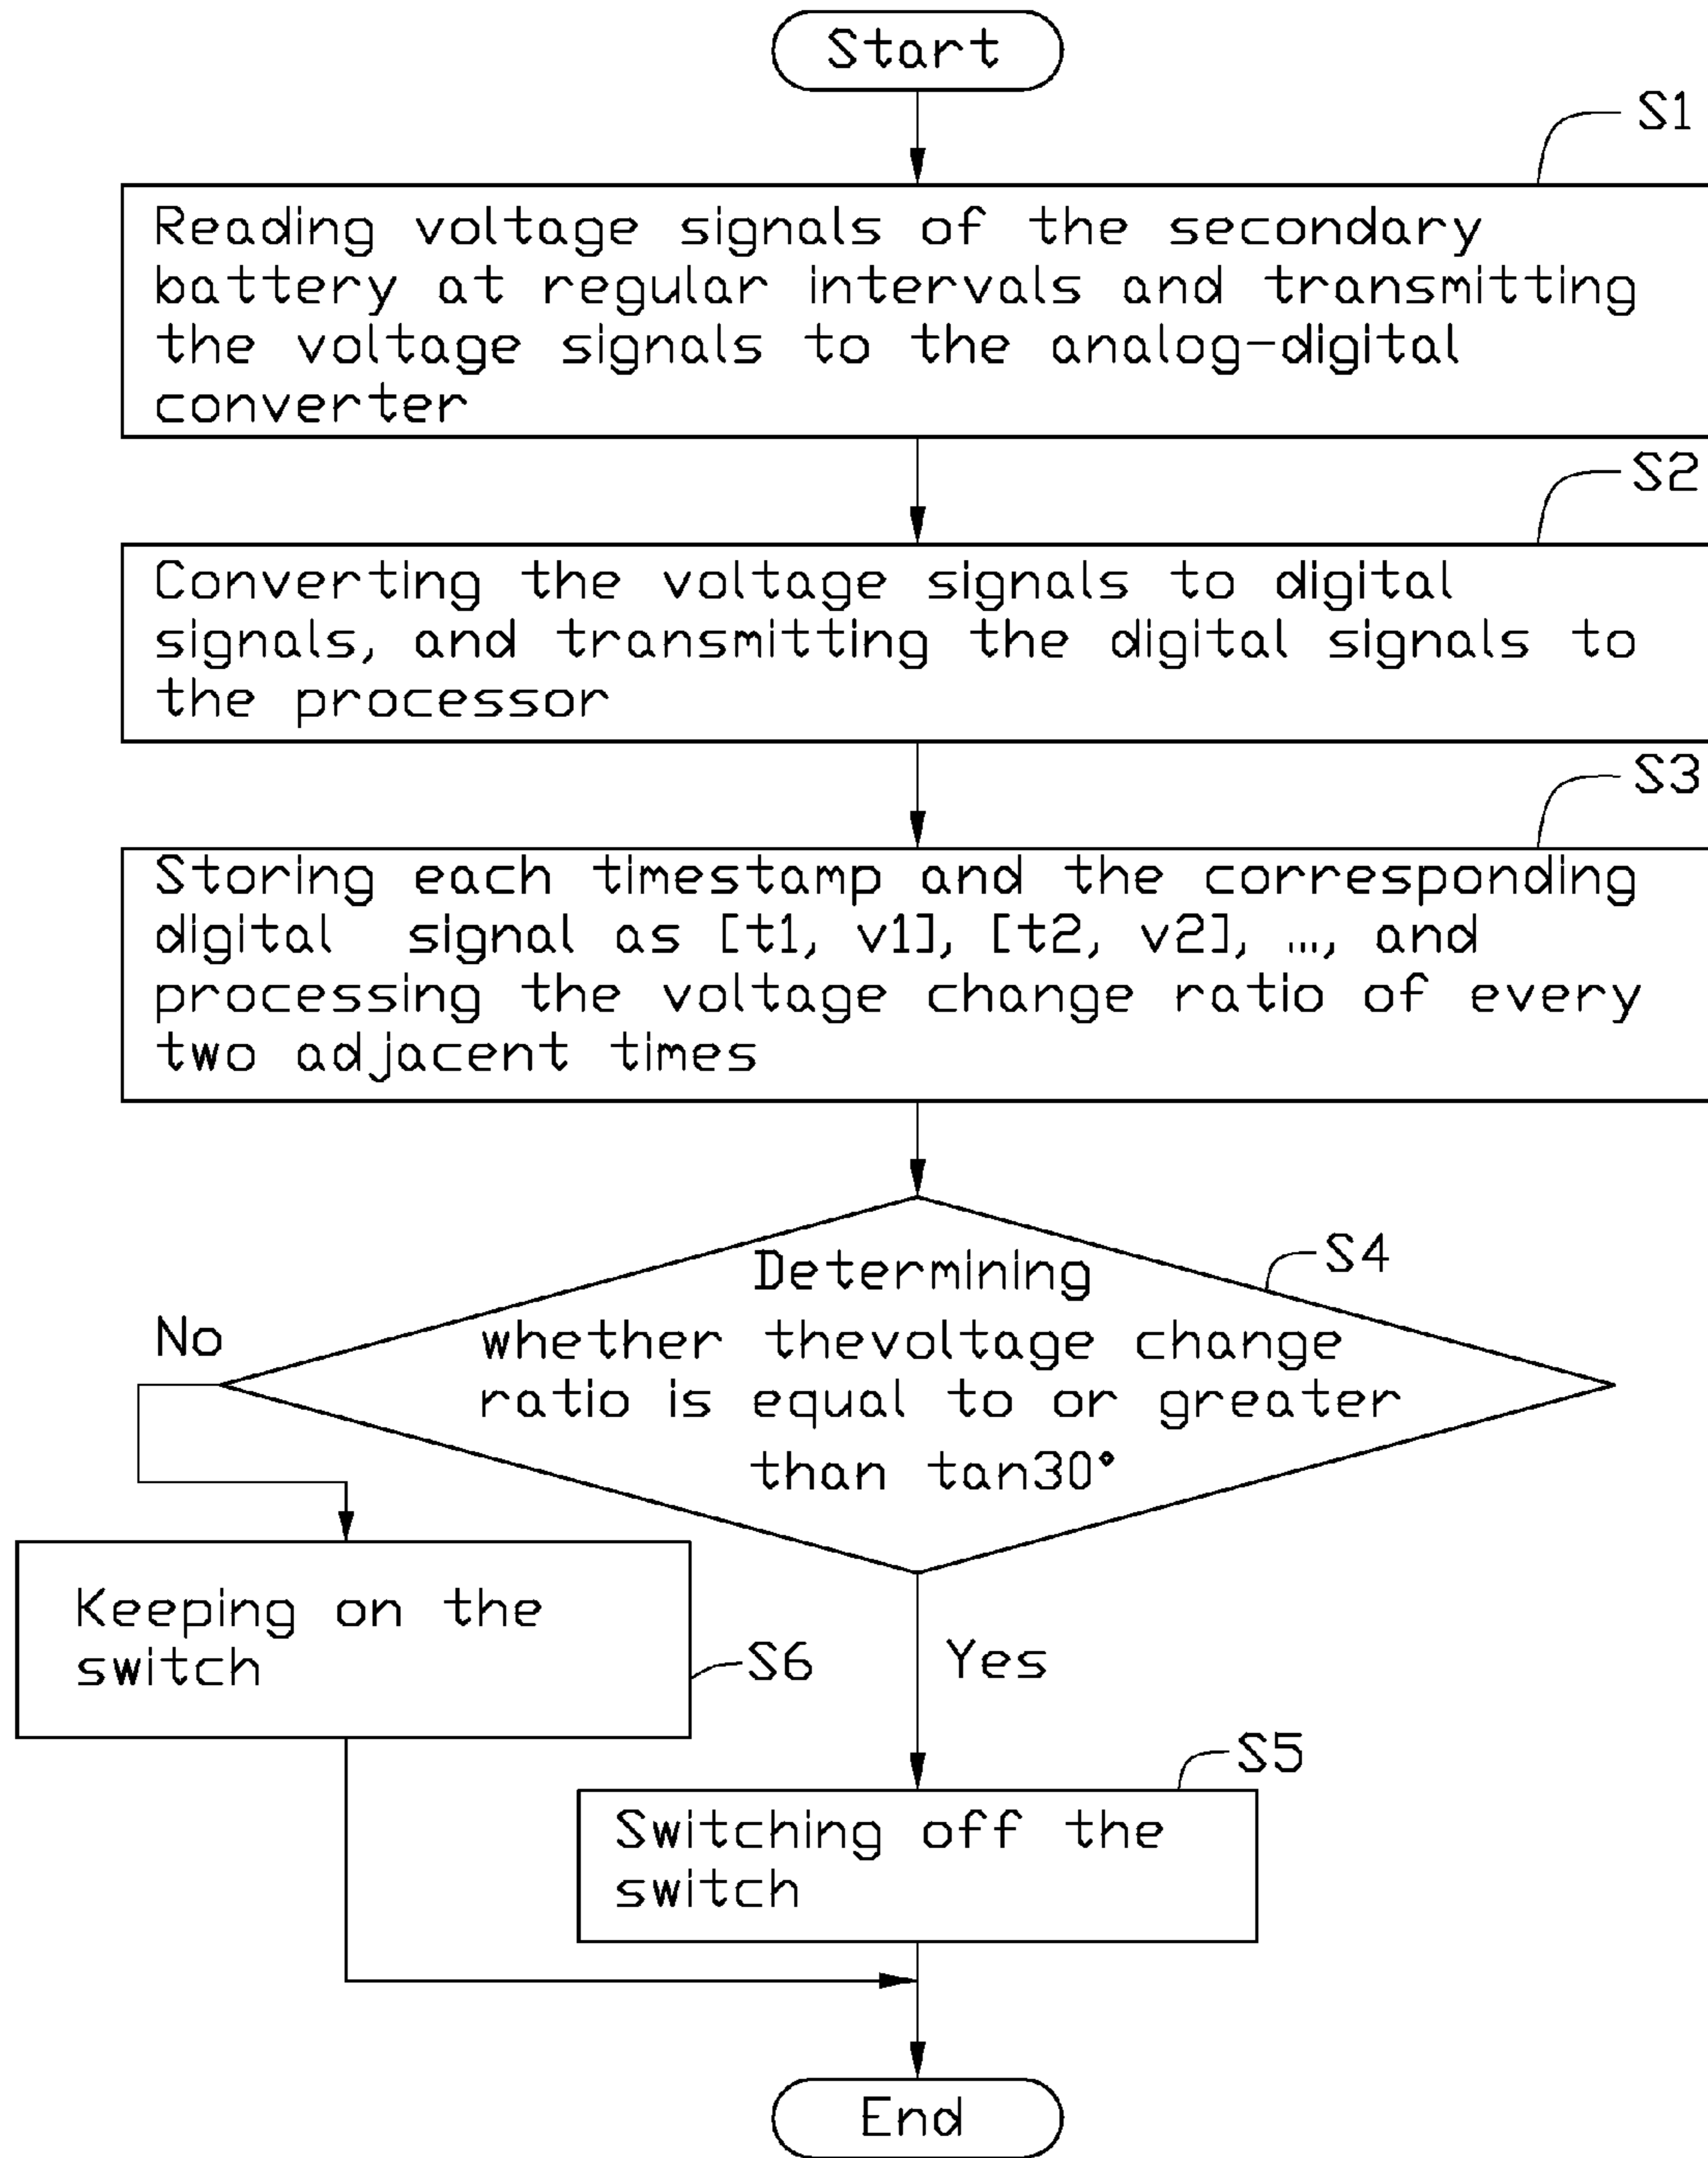 Start
S1
Reading voltage signals of the secondary
battery at regular intervals and transmitting
the voltage signals to the analog-digital
converter
S2
Converting the voltage signals to digital
signals, and transmitting the digital signals to
the processor
S3
Storing each timestamp and the corresponding
digital signal as [t1, v1], [t2, v2], ..., and
processing the voltage change ratio of every
two adjacent times
S4
Determining
whether thevoltage change
ratio is equal to or greater
than tan30°
No
Keeping on the
switch
S6
Yes
S5
Switching off the
switch
End